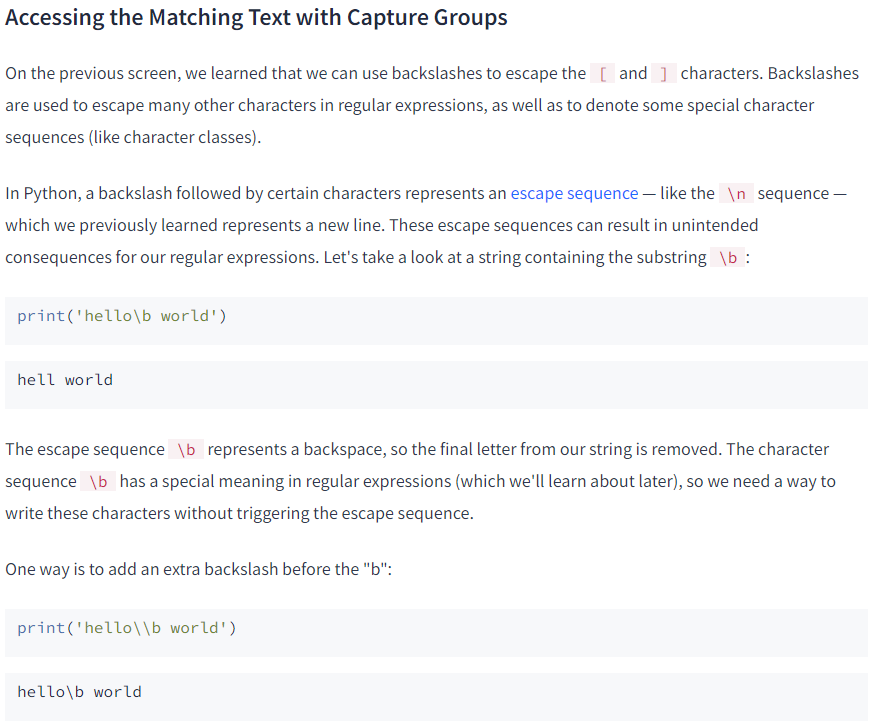 Accessing the Matching Text with Capture Groups
On the previous screen, we learned that we can use backslashes to escape the [ and ] characters. Backslashes
are used to escape many other characters in regular expressions, as well as to denote some special character
sequences (like character classes).
In Python, a backslash followed by certain characters represents an escape sequence — like the \n sequence —
which we previously learned represents a new line. These escape sequences can result in unintended
consequences for our regular expressions. Let's take a look at a string containing the substring \b :
print('hello\b world')
hell world
The escape sequence \b represents a backspace, so the final letter from our string is removed. The character
sequence \b has a special meaning in regular expressions (which we'll learn about later), so we need a way to
write these characters without triggering the escape sequence.
One way is to add an extra backslash before the "b":
print('hello\\b world')
hello\b world